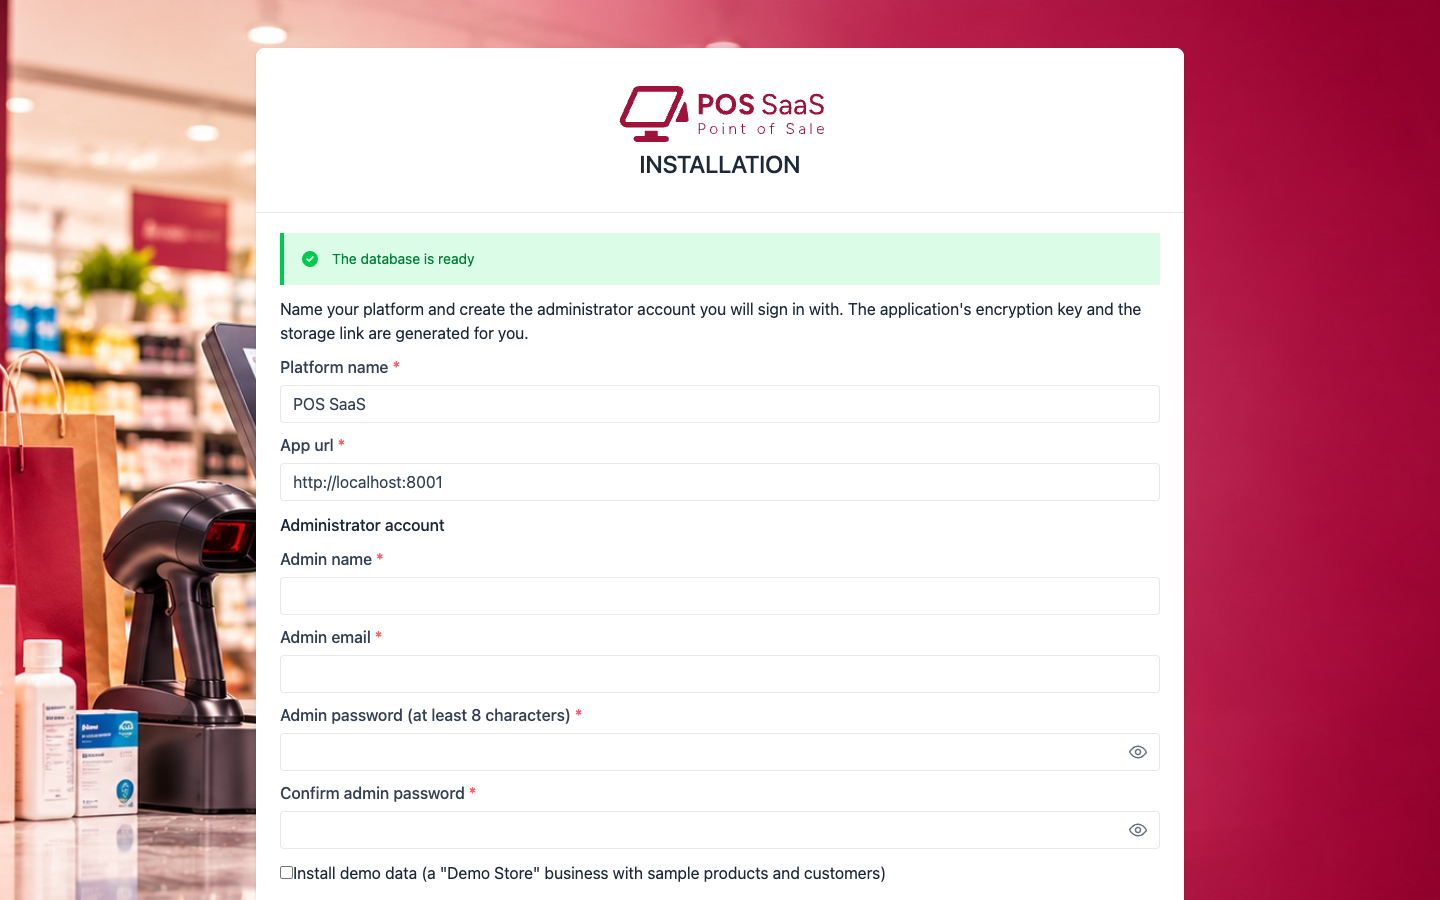 POS SaaS
Point of Sale
INSTALLATION
The database is ready
Name your platform and create the administrator account you will sign in with. The application's encryption key and the
storage link are generated for you.
Platform name *
POS SaaS
App url *
http://localhost:8001
Administrator account
Admin name *
Admin email *
Admin password (at least 8 characters) *
Confirm admin password *
Install demo data (a "Demo Store" business with sample products and customers)